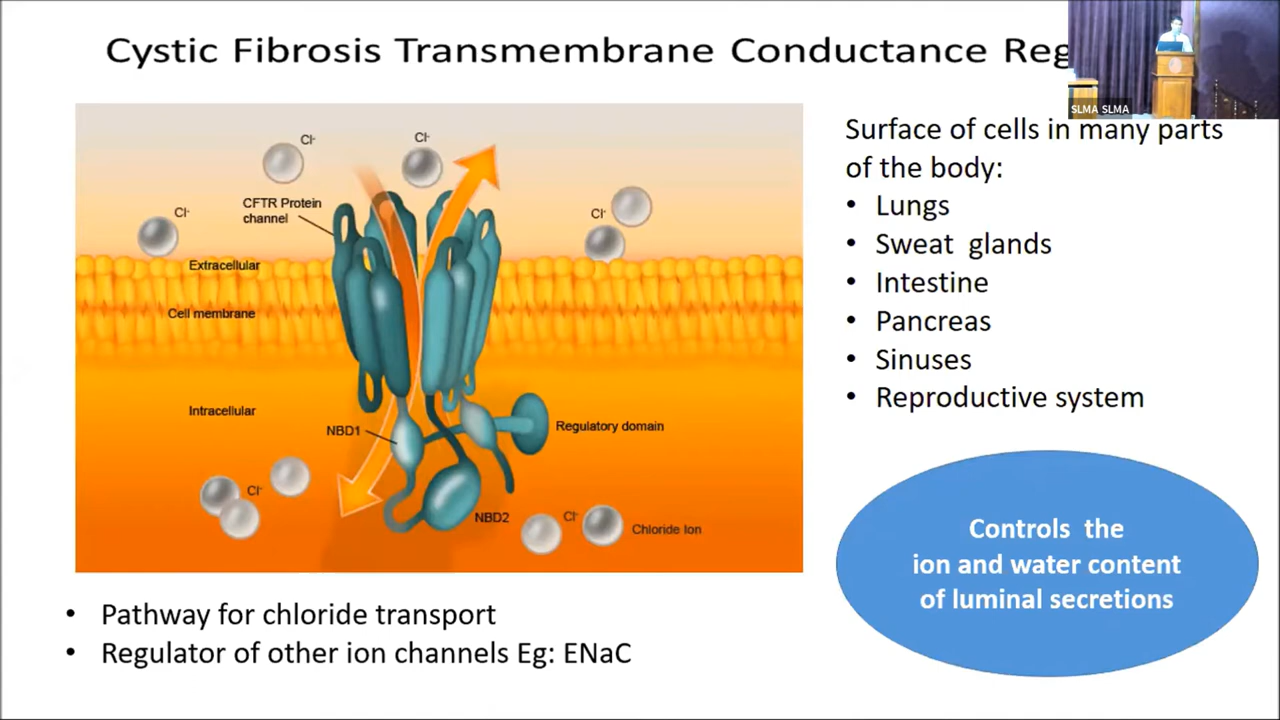 Cystic Fibrosis Transmembrane Conductance
SLMA SLMA
Surface of cells in many parts
of the body:
• Lungs
• Sweat glands
• Intestine
• Pancreas
• Sinuses
• Reproductive system
Cl-
Cl-
CFTR Protein
channel
Cl-
Cl-
Extracellular
Cell membrane
Intracellular
NBD1
Regulatory domain
Cl-
NBD2
Cl-
Chloride Ion
Controls the
ion and water content
of luminal secretions
• Pathway for chloride transport
• Regulator of other ion channels Eg: ENaC